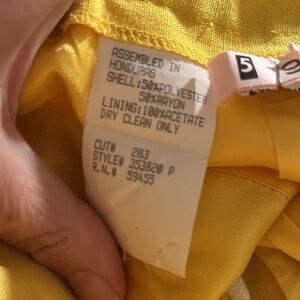 ASSEMBLED IN
HONDURAS
SHELL:50%POLYESTER
50%RAYON
LINING:100%ACETATE
DRY CLEAN ONLY
CUT# 283
STYLE# 353820 P
R.N.# 59455
5